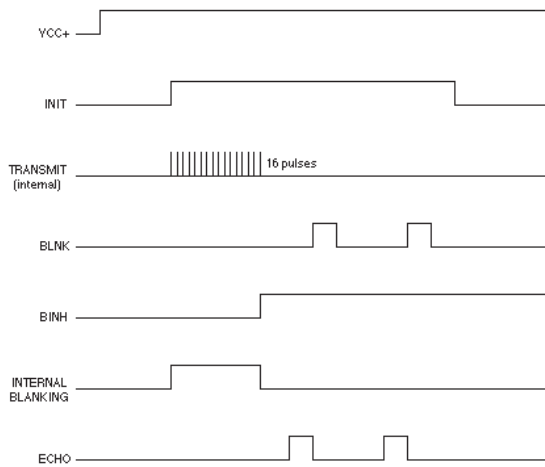 VCC+
INIT
TRANSMIT
(internal)
16 pulses
BLNK
BINH
INTERNAL
BLANKING
ECHO